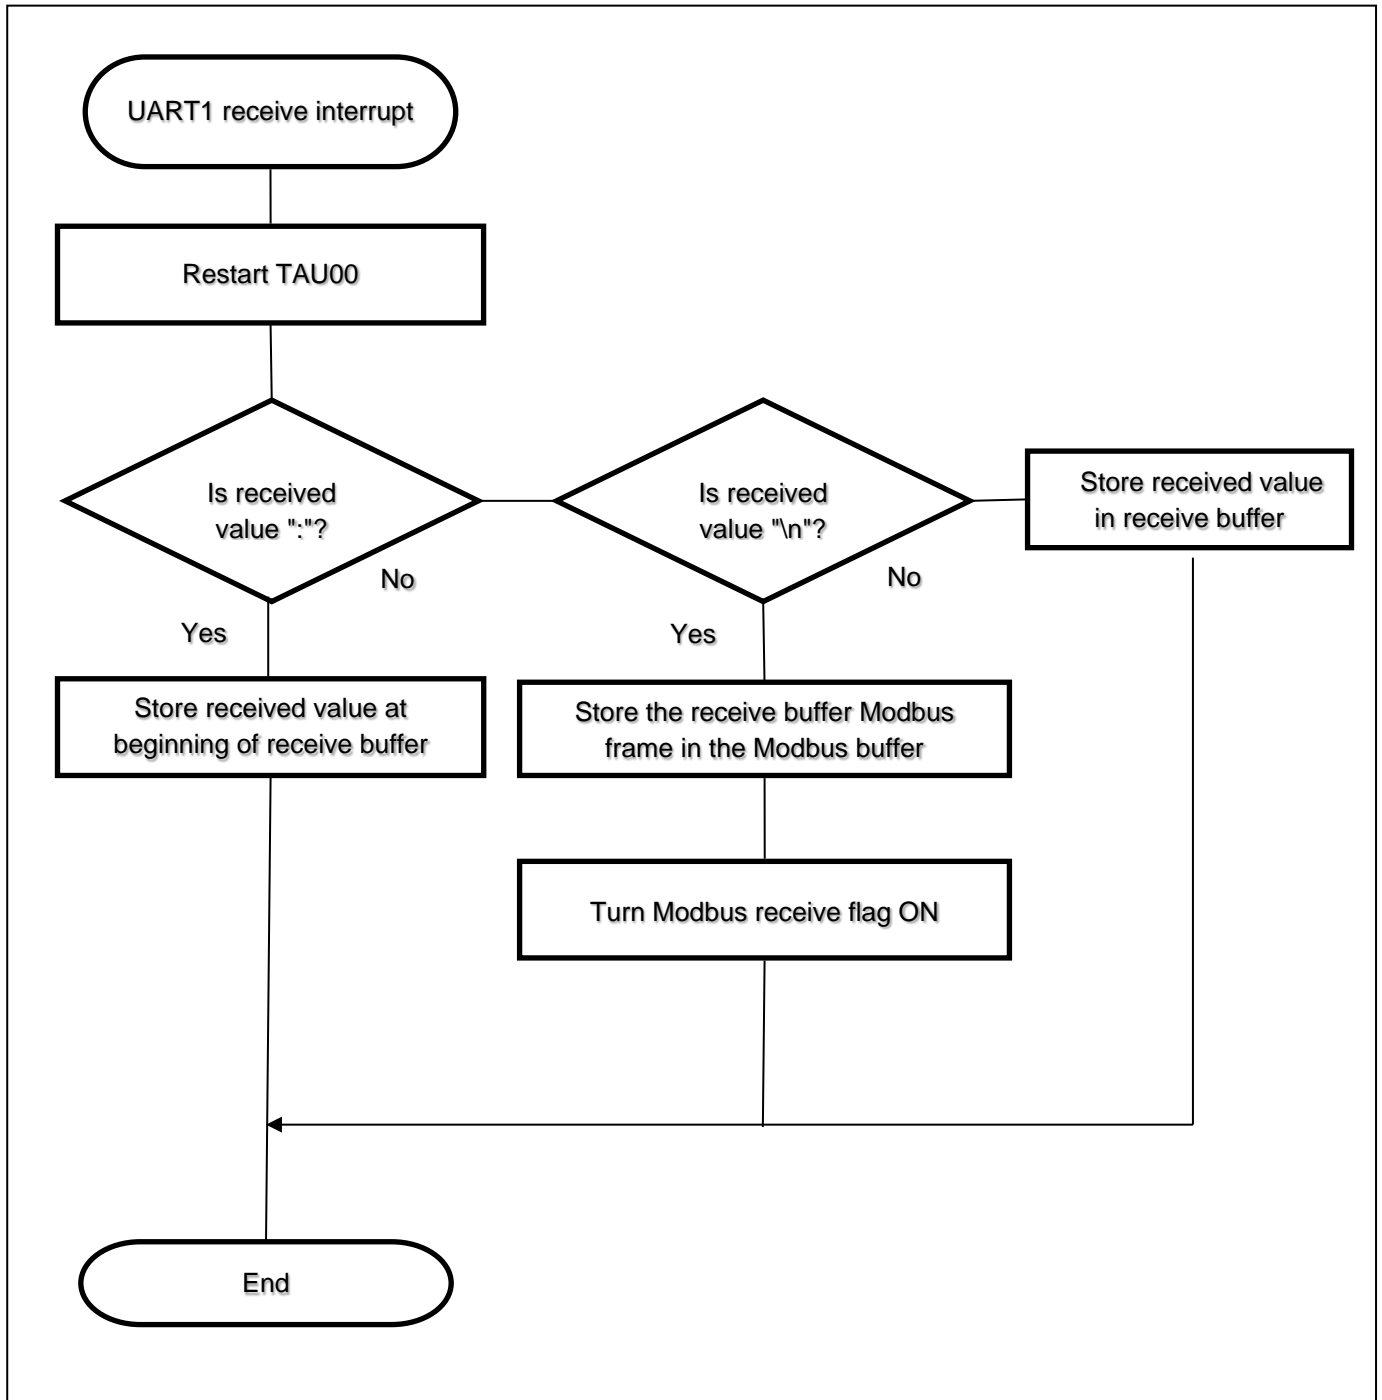 UART1 receive interrupt
Restart TAU00
Is received
value ":"?
No
Yes
Is received
value "\n"?
No
Yes
Store received value
in receive buffer
Store received value at
beginning of receive buffer
Store the receive buffer Modbus
frame in the Modbus buffer
Turn Modbus receive flag ON
End